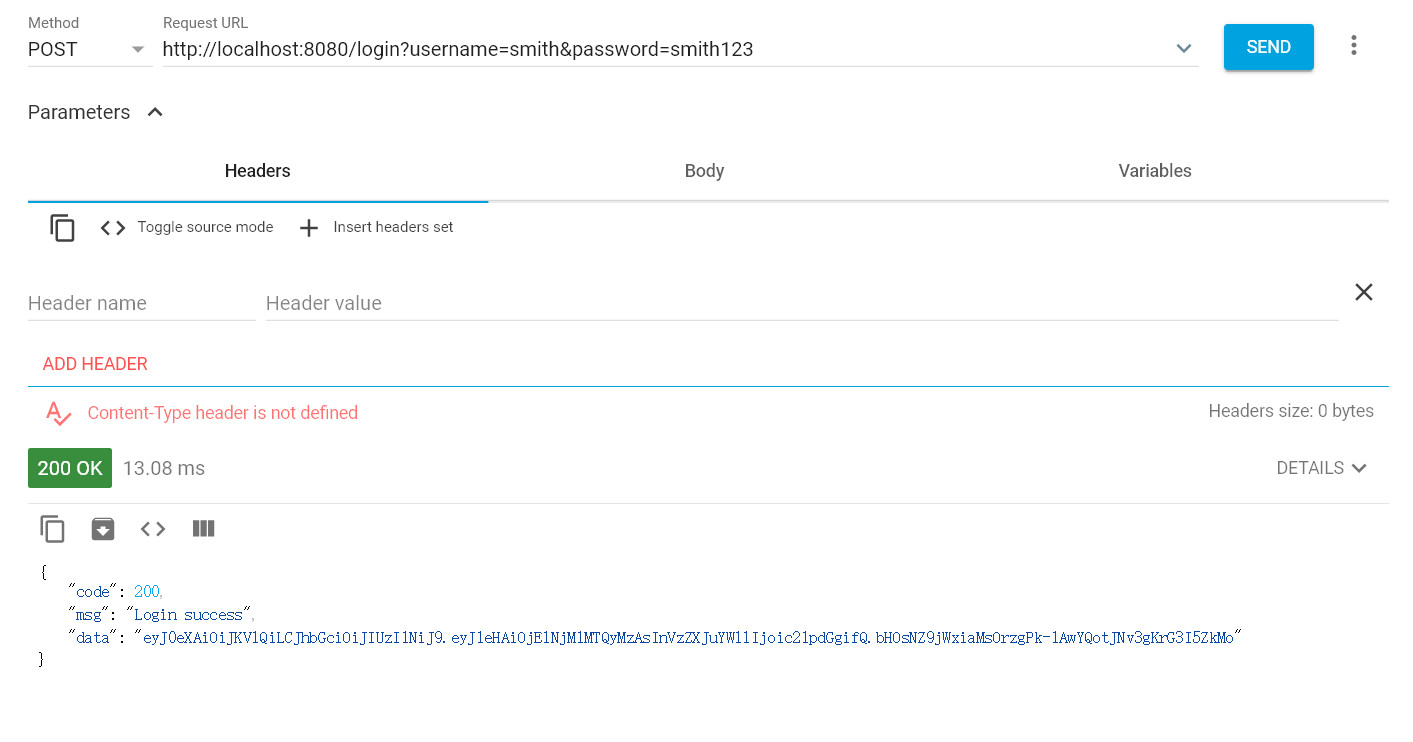 Method
Request URL
POST
http://localhost:8080/login?username=smith&password=smith123
SEND
Parameters
Headers
Body
Variables
Toggle source mode
Insert headers set
Header name
Header value
ADD HEADER
Content-Type header is not defined
Headers size: 0 bytes
200 OK
13.08 ms
DETAILS
{
"code": 200,
"msg": "Login success",
"data": "eyJ0eXAiOiJKV1QiLCJhbGciOiJIUzI1NiJ9.eyJleHAiOjE1NjM1MTQyMzAsInVzZXJuYW1lIjoic21pdGgifQ.bHOsNZ9jWxiaMsOrzgPk-1AwYQotJNv3gKrG3I5ZkMo"
}